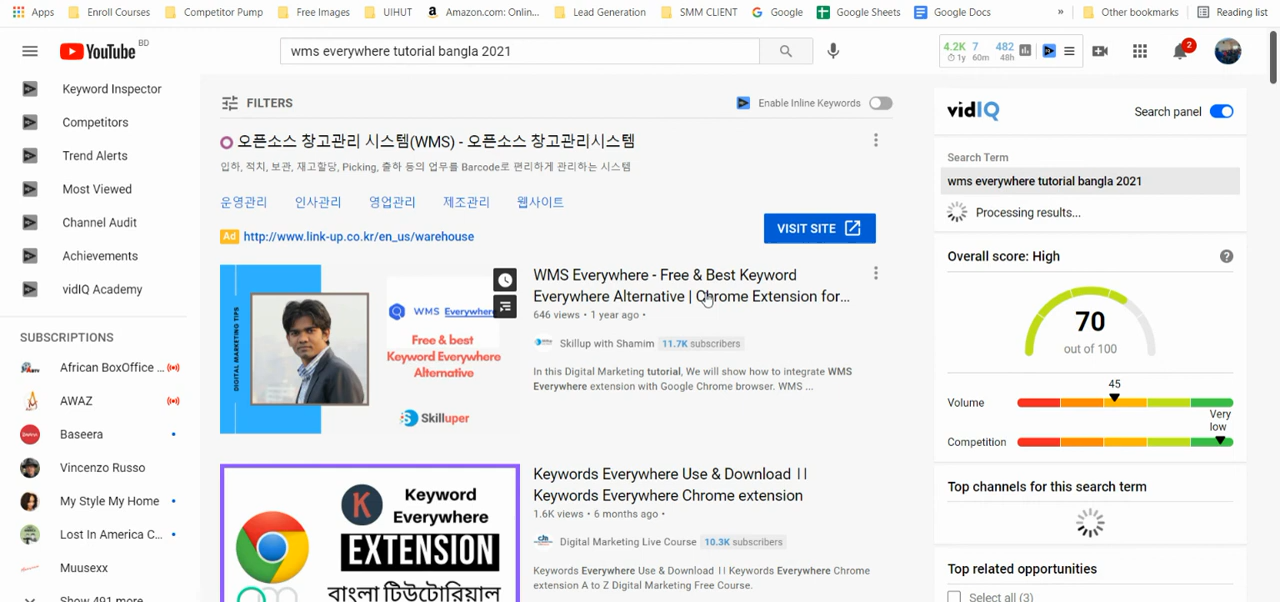 Apps Enroll Courses Competitor Pump Free Images UIHUT Amazon.com: Onlin... Lead Generation SMM CLIENT Google Google Sheets Google Docs » Other bookmarks Reading list
YouTube BD
wms everywhere tutorial bangla 2021
4.2K 7 482
1y 60m 48h
2
Keyword Inspector
Competitors
Trend Alerts
Most Viewed
Channel Audit
Achievements
vidIQ Academy
SUBSCRIPTIONS
African BoxOffice ...
AWAZ
Baseera
Vincenzo Russo
My Style My Home
Lost In America C...
Muusexx
Show 491 more
FILTERS
Enable Inline Keywords
오픈소스 창고관리 시스템(WMS) - 오픈소스 창고관리시스템
입하, 적치, 보관, 재고할당, Picking, 출하 등의 업무를 Barcode로 편리하게 관리하는 시스템
운영관리 인사관리 영업관리 제조관리 웹사이트
Ad http://www.link-up.co.kr/en_us/warehouse
VISIT SITE
DIGITAL MARKETING TIPS
WMS Everywhere
Free & best
Keyword Everywhere
Alternative
Skilluper
WMS Everywhere - Free & Best Keyword
Everywhere Alternative | Chrome Extension for...
646 views • 1 year ago •
Skillup with Shamim 11.7K subscribers
In this Digital Marketing tutorial, We will show how to integrate WMS
Everywhere extension with Google Chrome browser. WMS ...
K Keyword
Everywhere
EXTENSION
বাংলা টিউটোরিয়াল
Keywords Everywhere Use & Download ।।
Keywords Everywhere Chrome extension
1.6K views • 6 months ago •
Digital Marketing Live Course 10.3K subscribers
Keywords Everywhere Use & Download ।। Keywords Everywhere Chrome
extension A to Z Digital Marketing Free Course.
vidIQ
Search panel
Search Term
wms everywhere tutorial bangla 2021
Processing results...
Overall score: High
?
70
out of 100
45
Volume
Very
low
Competition
Top channels for this search term
Top related opportunities
Select all (3)